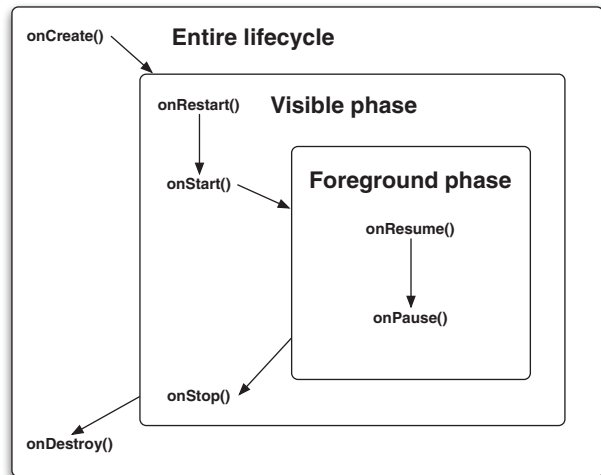 onCreate()
Entire lifecycle
onRestart()
Visible phase
onStart()
Foreground phase
onResume()
onPause()
onStop()
onDestroy()